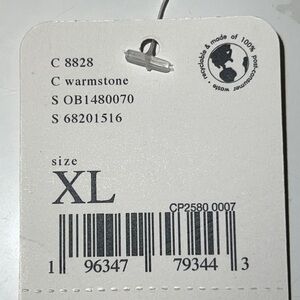 C 8828
C warmstone
S OB1480070
S 68201516
recyclable & made of 100% post-consumer waste
size
XL
CP2580 0007
1 96347 79344 3